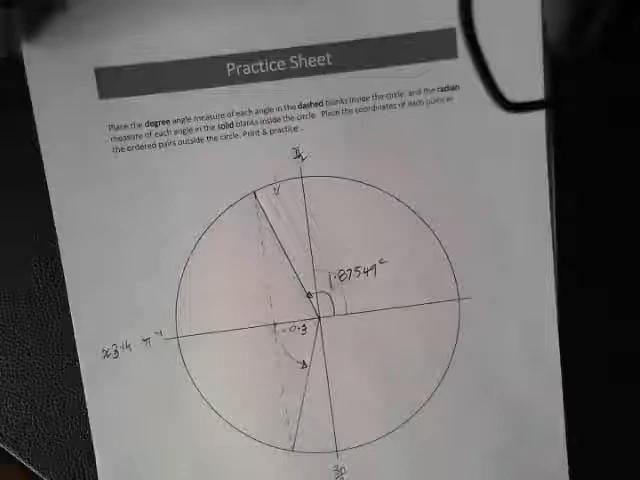 Practice Sheet
Place the degree angle measure of each angle in the dashed blanks inside the circle, and the radian
measure of each angle in the solid blanks inside the circle. Place the coordinates of each point in
the ordered pairs outside the circle. Print & practice.
π/2
1.87549ᶜ
-0.3
≈3.14 π